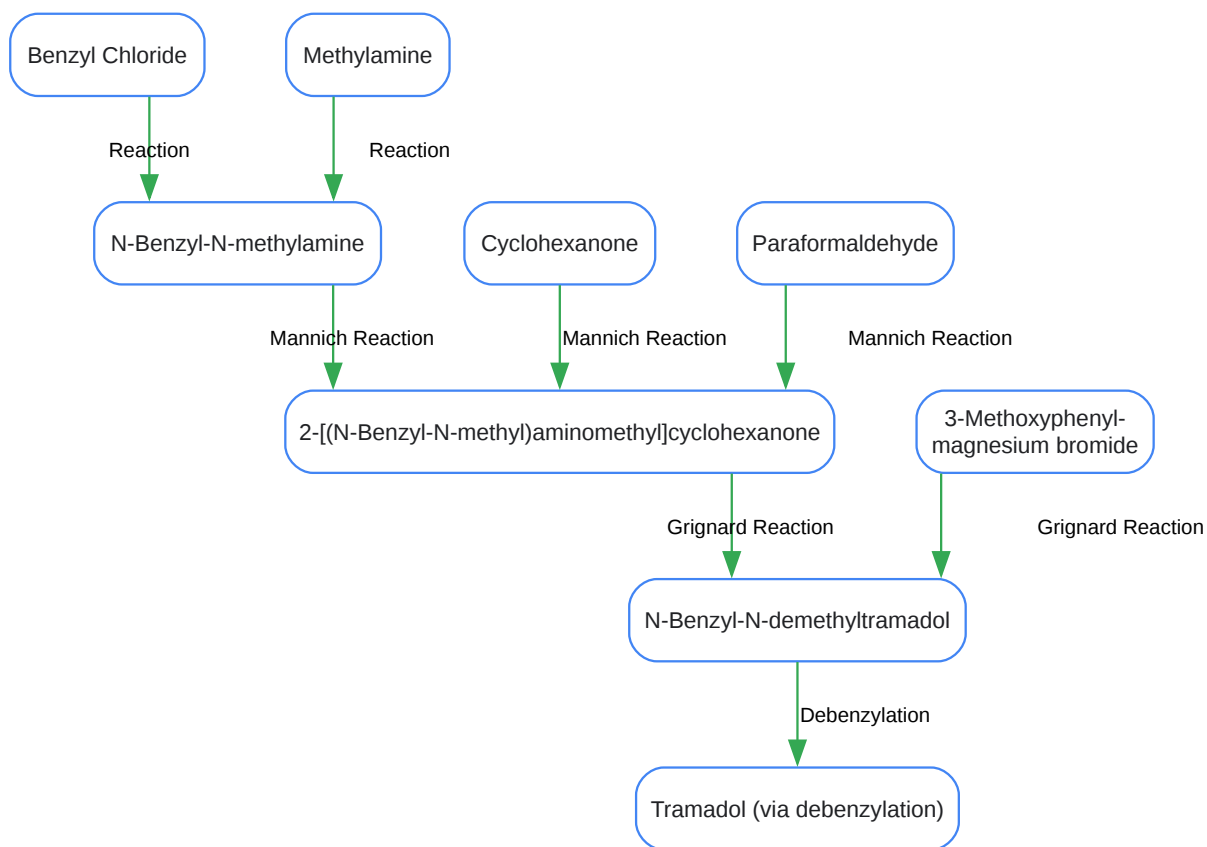 Benzyl Chloride
Methylamine
Reaction
Reaction
N-Benzyl-N-methylamine
Cyclohexanone
Paraformaldehyde
Mannich Reaction
Mannich Reaction
Mannich Reaction
2-[(N-Benzyl-N-methyl)aminomethyl]cyclohexanone
3-Methoxyphenyl-
magnesium bromide
Grignard Reaction
Grignard Reaction
N-Benzyl-N-demethyltramadol
Debenzylation
Tramadol (via debenzylation)